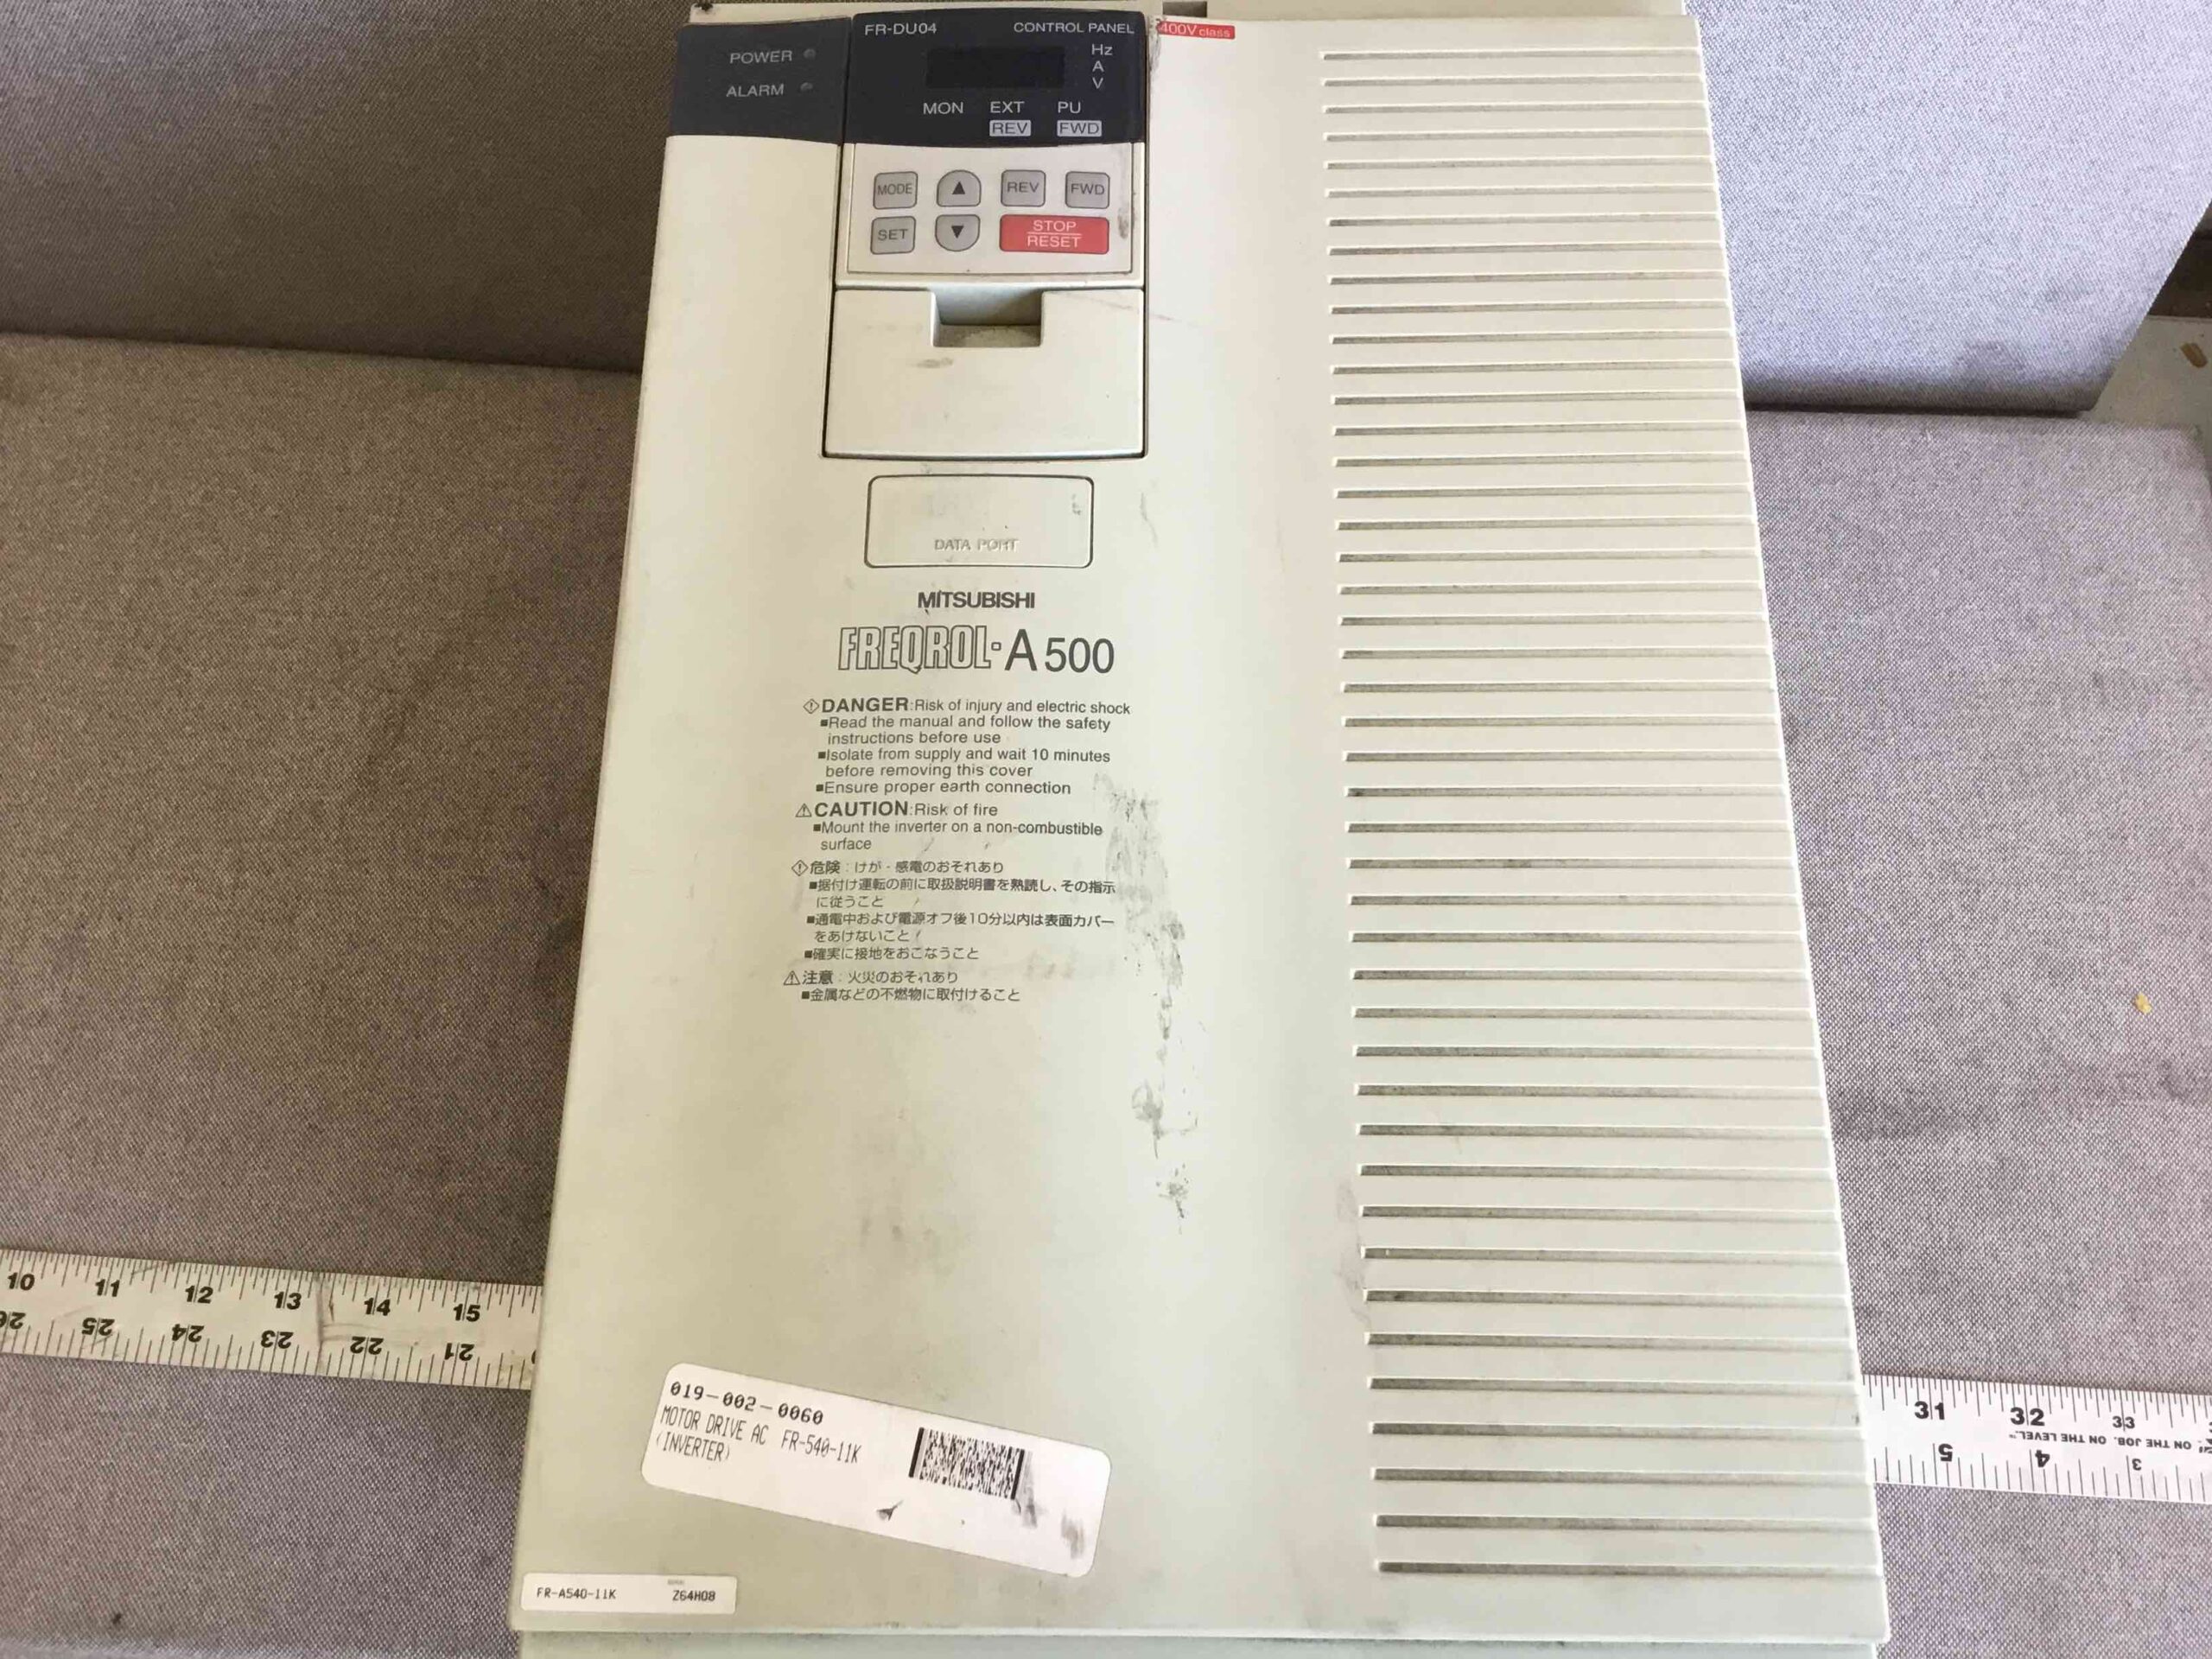 FR-DU04 CONTROL PANEL
400V class
POWER
ALARM
Hz
A
V
MON EXT PU
REV FWD
MODE ▲ REV FWD
SET ▼ STOP
RESET
DATA PORT
MITSUBISHI
FREQROL-A500
DANGER:Risk of injury and electric shock
■Read the manual and follow the safety
instructions before use
■Isolate from supply and wait 10 minutes
before removing this cover
■Ensure proper earth connection
CAUTION:Risk of fire
■Mount the inverter on a non-combustible
surface
危険:けが・感電のおそれあり
■据付け運転の前に取扱説明書を熟読し、その指示
に従うこと
■通電中および電源オフ後10分以内は表面カバー
をあけないこと
■確実に接地をおこなうこと
注意:火災のおそれあり
■金属などの不燃物に取付けること
10 11 12 13 14 15
25 24 23 22 21
31 32 33
ON THE JOB. ON THE LEVEL.™
5 4 3
019-002-0060
MOTOR DRIVE AC FR-540-11K
(INVERTER)
FR-A540-11K Z64H08